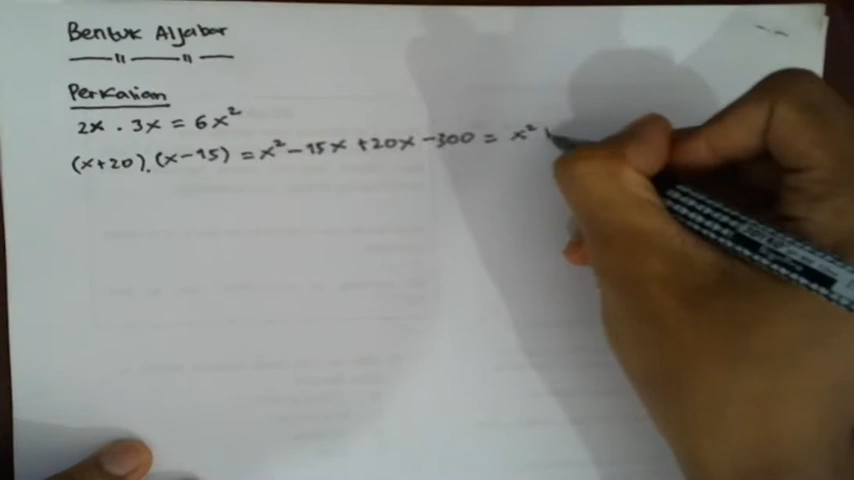 Bentuk Aljabar
Perkalian
2x . 3x = 6x²
(x+20).(x-15) = x² - 15x + 20x - 300 = x²